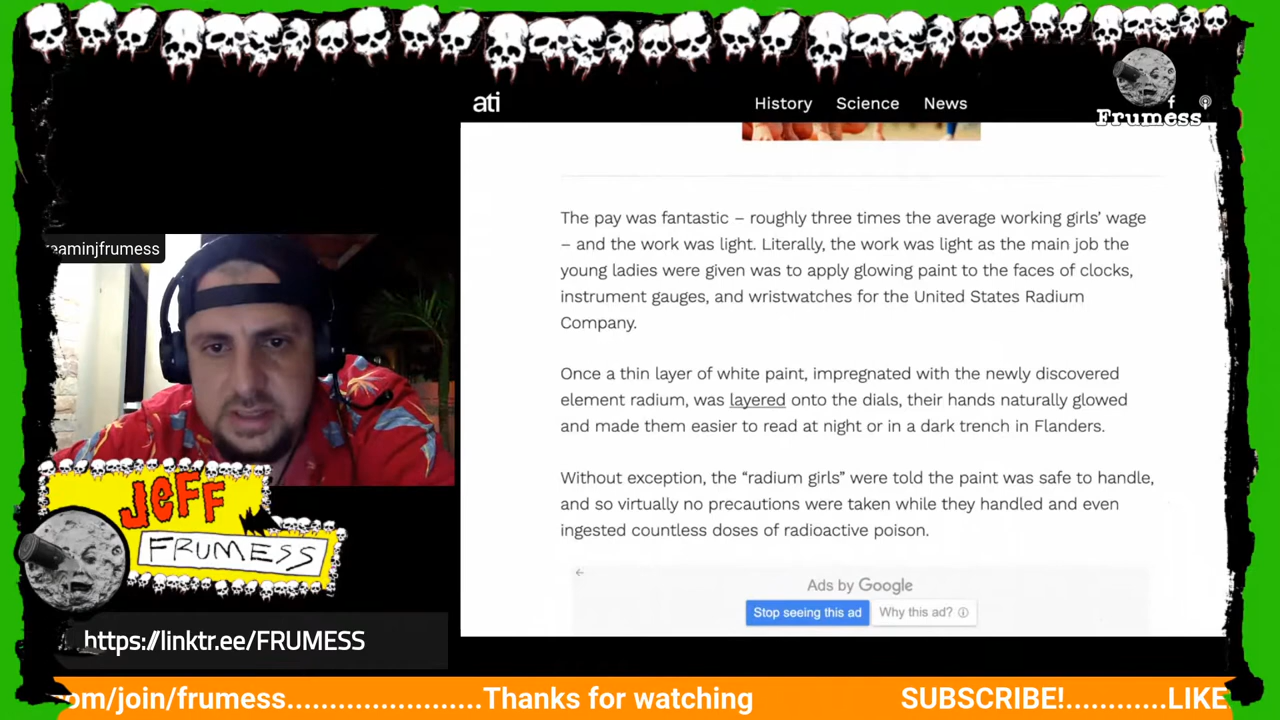 ati
History Science News
Frumess
The pay was fantastic – roughly three times the average working girls’ wage
– and the work was light. Literally, the work was light as the main job the
young ladies were given was to apply glowing paint to the faces of clocks,
instrument gauges, and wristwatches for the United States Radium
Company.
Once a thin layer of white paint, impregnated with the newly discovered
element radium, was layered onto the dials, their hands naturally glowed
and made them easier to read at night or in a dark trench in Flanders.
Without exception, the “radium girls” were told the paint was safe to handle,
and so virtually no precautions were taken while they handled and even
ingested countless doses of radioactive poison.
Ads by Google
Stop seeing this ad Why this ad?
eaminjfrumess
JEFF
FRUMESS
https://linktr.ee/FRUMESS
om/join/frumess......................Thanks for watching SUBSCRIBE!............LIKE